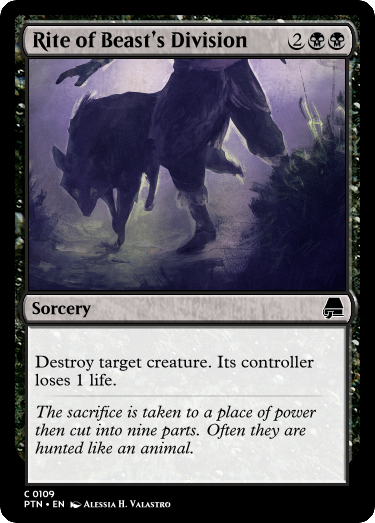 Rite of Beast's Division 2
Sorcery
Destroy target creature. Its controller
loses 1 life.
The sacrifice is taken to a place of power
then cut into nine parts. Often they are
hunted like an animal.
C 0109
PTN • EN Alessia H. Valastro